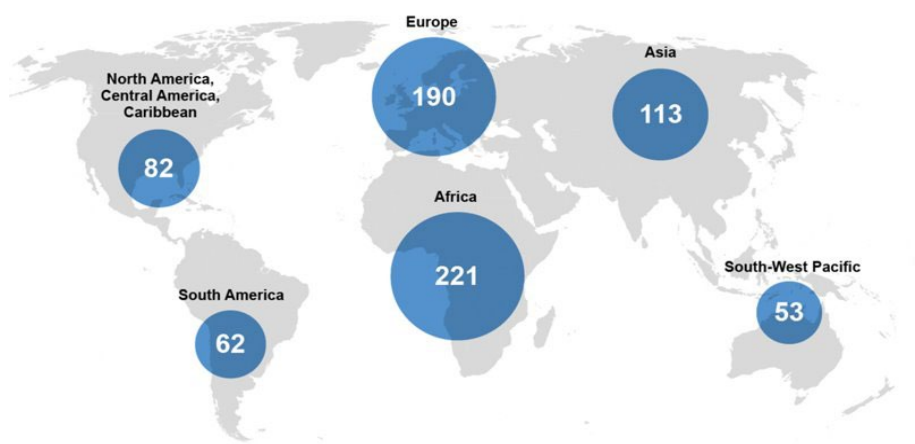 Europe
190
Asia
113
North America,
Central America,
Caribbean
82
Africa
221
South-West Pacific
53
South America
62